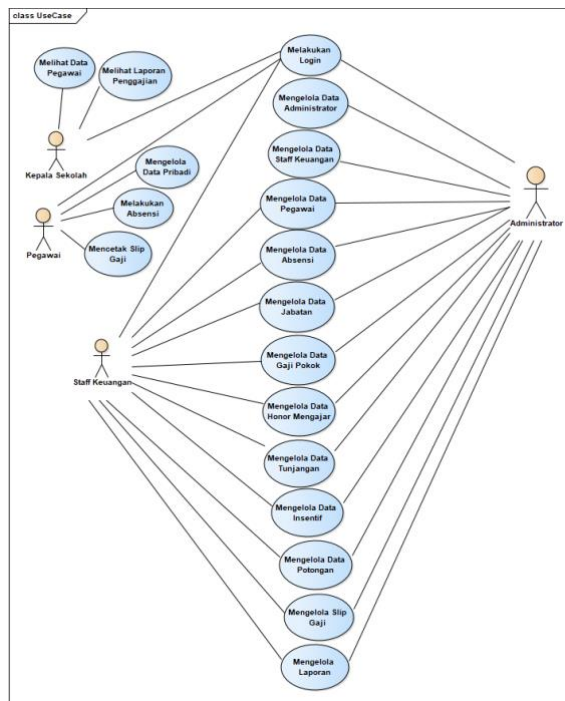 class UseCase
Melihat Data
Pegawai
Melihat Laporan
Penggajian
Kepala Sekolah
Mengelola
Data Pribadi
Melakukan
Absensi
Mencetak Slip
Gaji
Pegawai
Staff Keuangan
Melakukan
Login
Mengelola Data
Administrator
Mengelola Data
Staff Keuangan
Mengelola Data
Pegawai
Mengelola Data
Absensi
Mengelola Data
Jabatan
Mengelola Data
Gaji Pokok
Mengelola Data
Honor Mengajar
Mengelola Data
Tunjangan
Mengelola Data
Insentif
Mengelola Data
Potongan
Mengelola Slip
Gaji
Mengelola
Laporan
Administrator